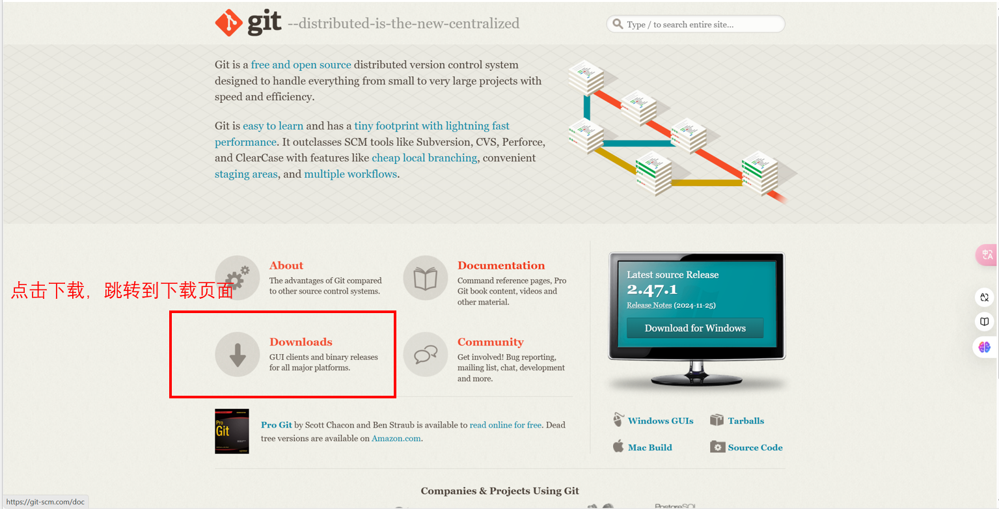 git --distributed-is-the-new-centralized
Type / to search entire site...
Git is a free and open source distributed version control system
designed to handle everything from small to very large projects with
speed and efficiency.
Git is easy to learn and has a tiny footprint with lightning fast
performance. It outclasses SCM tools like Subversion, CVS, Perforce,
and ClearCase with features like cheap local branching, convenient
staging areas, and multiple workflows.
点击下载，跳转到下载页面
About
The advantages of Git compared
to other source control systems.
Documentation
Command reference pages, Pro
Git book content, videos and
other material.
Downloads
GUI clients and binary releases
for all major platforms.
Community
Get involved! Bug reporting,
mailing list, chat, development
and more.
Latest source Release
2.47.1
Release Notes (2024-11-25)
Download for Windows
Pro
Git
Pro Git by Scott Chacon and Ben Straub is available to read online for free. Dead
tree versions are available on Amazon.com.
Windows GUIs
Tarballs
Mac Build
Source Code
Companies & Projects Using Git
PostgreSQL
https://git-scm.com/doc